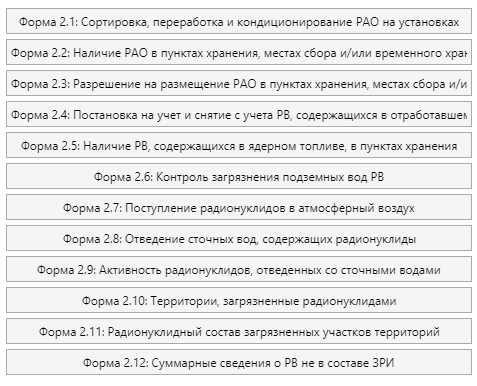 Форма 2.1: Сортировка, переработка и кондиционирование РАО на установках
Форма 2.2: Наличие РАО в пунктах хранения, местах сбора и/или временного
Форма 2.3: Разрешение на размещение РАО в пунктах хранения, местах сбора
Форма 2.4: Постановка на учет и снятие с учета РВ, содержащихся в
Форма 2.5: Наличие РВ, содержащихся в ядерном топливе, в пунктах хранения
Форма 2.6: Контроль загрязнения подземных вод РВ
Форма 2.7: Поступление радионуклидов в атмосферный воздух
Форма 2.8: Отведение сточных вод, содержащих радионуклиды
Форма 2.9: Активность радионуклидов, отведенных со сточными водами
Форма 2.10: Территории, загрязненные радионуклидами
Форма 2.11: Радионуклидный состав загрязненных участков территорий
Форма 2.12: Суммарные сведения о РВ не в составе ЗРИ